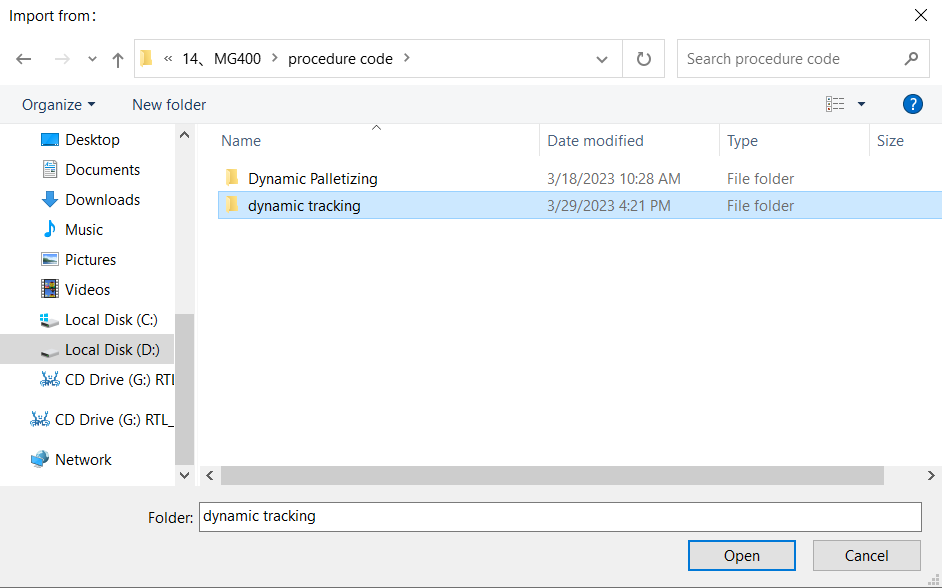 Import from：
« 14、MG400 > procedure code >
Search procedure code
Organize
New folder
?
Desktop
Documents
Downloads
Music
Pictures
Videos
Local Disk (C:)
Local Disk (D:)
CD Drive (G:) RTL
CD Drive (G:) RTL_
Network
Name Date modified Type Size
Dynamic Palletizing 3/18/2023 10:28 AM File folder
dynamic tracking 3/29/2023 4:21 PM File folder
Folder: dynamic tracking
Open Cancel